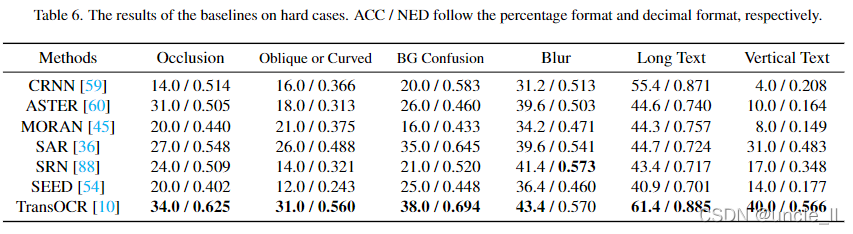 Table 6. The results of the baselines on hard cases. ACC / NED follow the percentage format and decimal format, respectively.
Methods Occlusion Oblique or Curved BG Confusion Blur Long Text Vertical Text
CRNN [59] 14.0 / 0.514 16.0 / 0.366 20.0 / 0.583 31.2 / 0.513 55.4 / 0.871 4.0 / 0.208
ASTER [60] 31.0 / 0.505 18.0 / 0.313 26.0 / 0.460 39.6 / 0.503 44.6 / 0.740 10.0 / 0.164
MORAN [45] 20.0 / 0.440 21.0 / 0.375 16.0 / 0.433 34.2 / 0.471 44.3 / 0.757 8.0 / 0.149
SAR [36] 27.0 / 0.548 26.0 / 0.488 35.0 / 0.645 39.6 / 0.541 44.7 / 0.724 31.0 / 0.483
SRN [88] 24.0 / 0.509 14.0 / 0.321 21.0 / 0.520 41.4 / 0.573 43.4 / 0.717 17.0 / 0.348
SEED [54] 20.0 / 0.402 12.0 / 0.243 25.0 / 0.448 36.4 / 0.460 40.9 / 0.701 14.0 / 0.177
TransOCR [10] 34.0 / 0.625 31.0 / 0.560 38.0 / 0.694 43.4 / 0.570 61.4 / 0.885 40.0 / 0.566
CSDN @uncle_ll